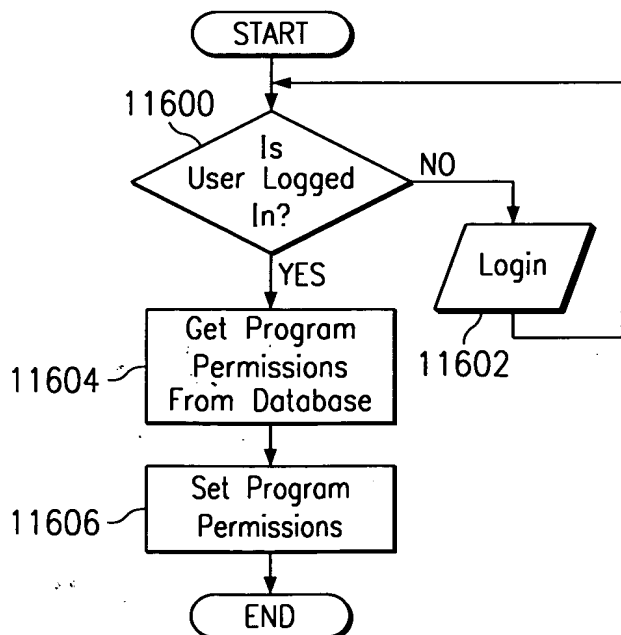 START
11600
Is
User Logged
In?
NO
Login
11602
YES
Get Program
Permissions
From Database
11604
Set Program
Permissions
11606
END